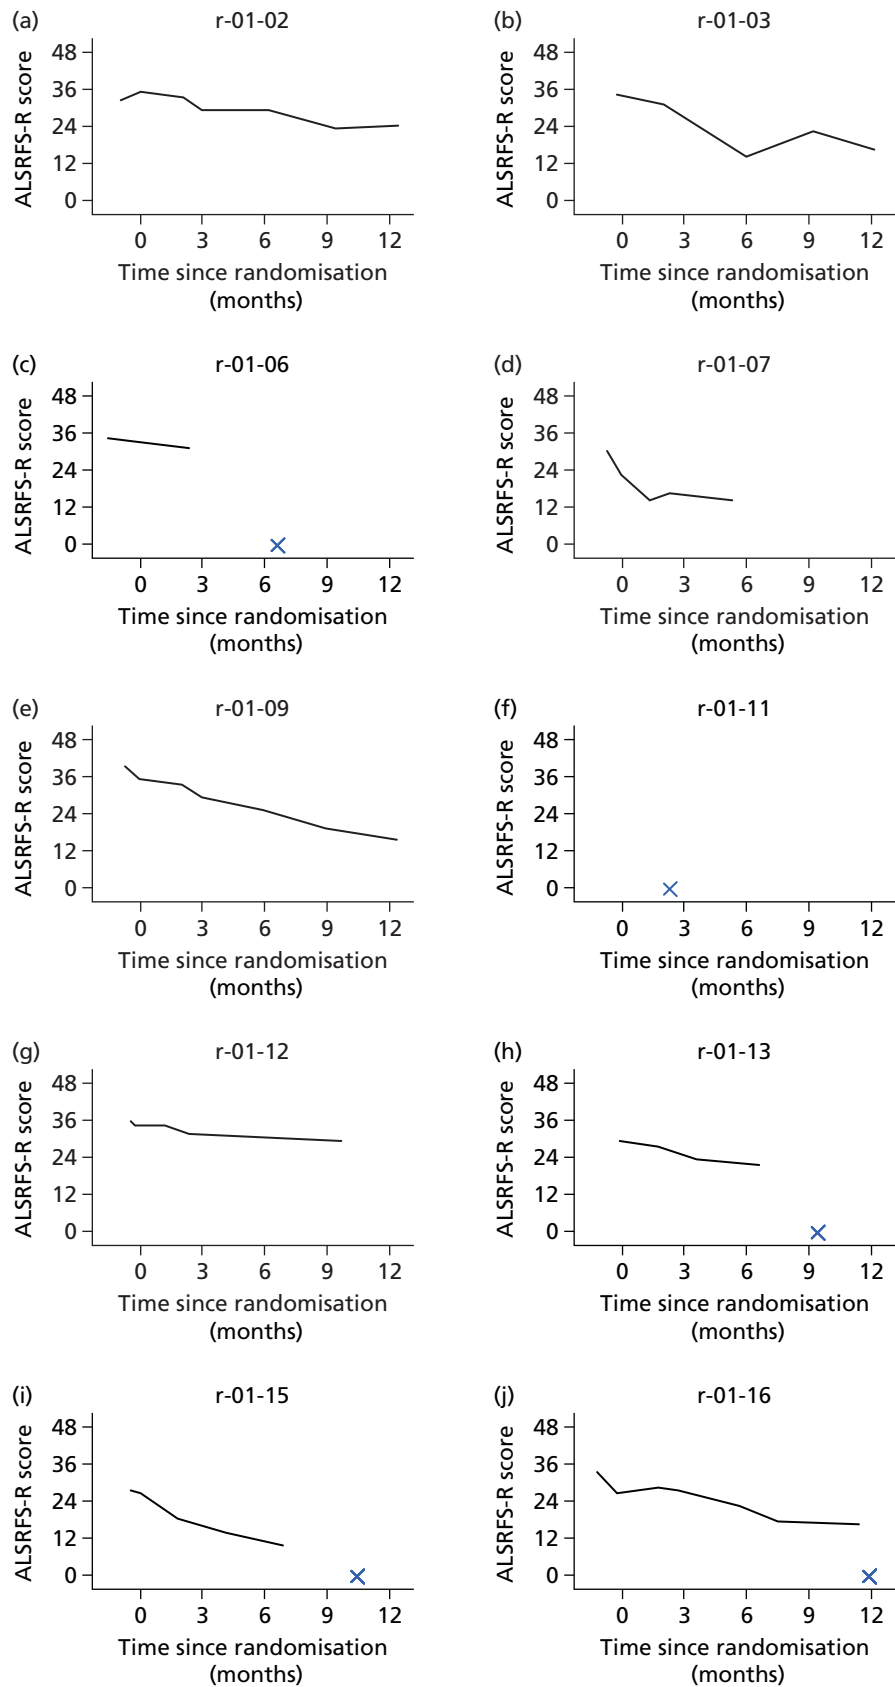 (a) r-01-02
ALSRFS-R score
48
36
24
12
0
0 3 6 9 12
Time since randomisation
(months)
(b) r-01-03
ALSRFS-R score
48
36
24
12
0
0 3 6 9 12
Time since randomisation
(months)
(c) r-01-06
ALSRFS-R score
48
36
24
12
0
0 3 6 9 12
Time since randomisation
(months)
(d) r-01-07
ALSRFS-R score
48
36
24
12
0
0 3 6 9 12
Time since randomisation
(months)
(e) r-01-09
ALSRFS-R score
48
36
24
12
0
0 3 6 9 12
Time since randomisation
(months)
(f) r-01-11
ALSRFS-R score
48
36
24
12
0
0 3 6 9 12
Time since randomisation
(months)
(g) r-01-12
ALSRFS-R score
48
36
24
12
0
0 3 6 9 12
Time since randomisation
(months)
(h) r-01-13
ALSRFS-R score
48
36
24
12
0
0 3 6 9 12
Time since randomisation
(months)
(i) r-01-15
ALSRFS-R score
48
36
24
12
0
0 3 6 9 12
Time since randomisation
(months)
(j) r-01-16
ALSRFS-R score
48
36
24
12
0
0 3 6 9 12
Time since randomisation
(months)